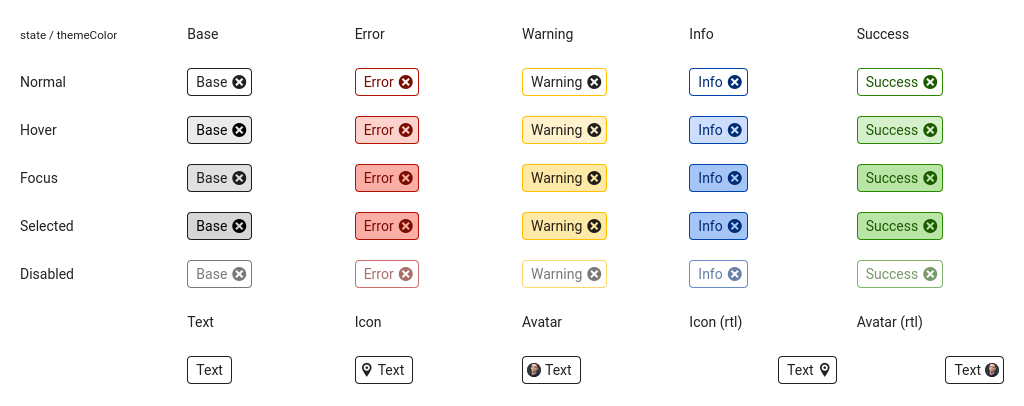 state / themeColor Base Error Warning Info Success
Normal Base Error Warning Info Success
Hover Base Error Warning Info Success
Focus Base Error Warning Info Success
Selected Base Error Warning Info Success
Disabled Base Error Warning Info Success
Text Icon Avatar Icon (rtl) Avatar (rtl)
Text Text Text Text Text